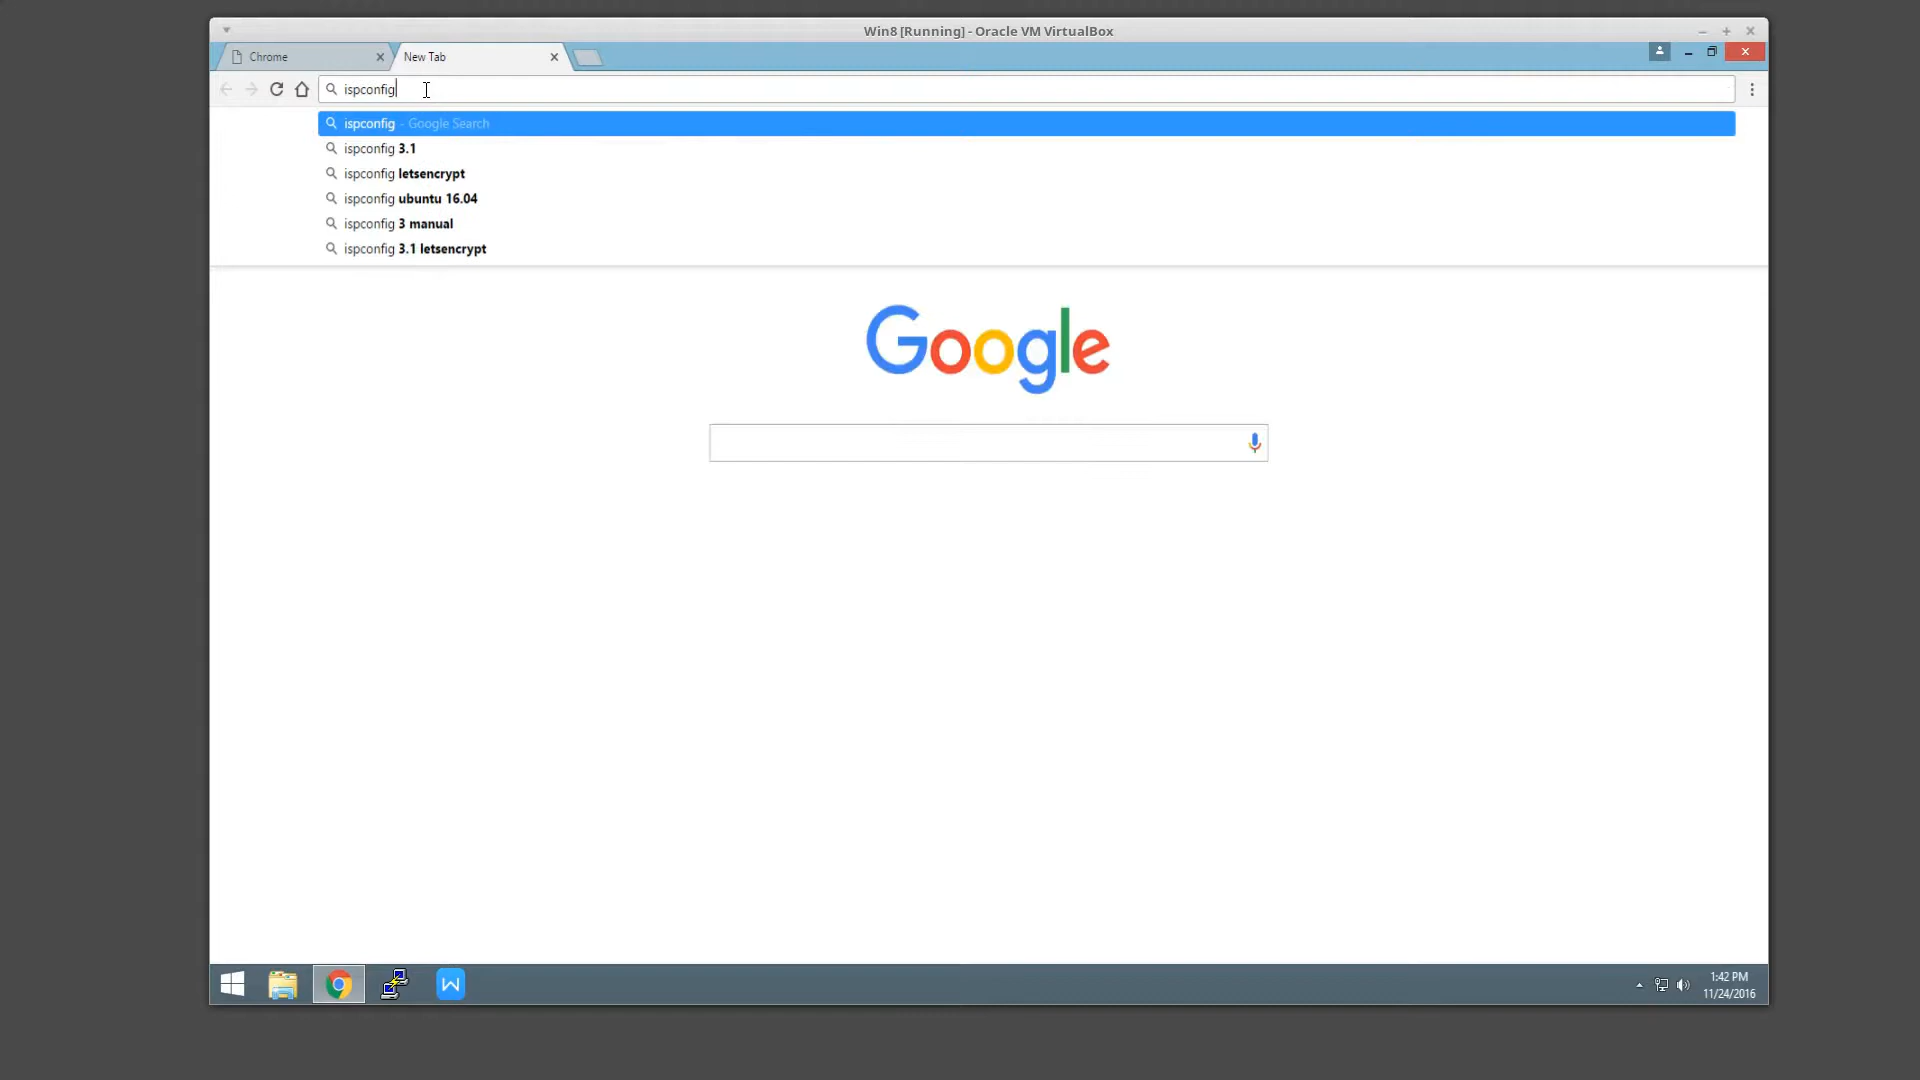 Win8 [Running] - Oracle VM VirtualBox
Chrome
New Tab
ispconfig
ispconfig - Google Search
ispconfig 3.1
ispconfig letsencrypt
ispconfig ubuntu 16.04
ispconfig 3 manual
ispconfig 3.1 letsencrypt
Google
1:42 PM
11/24/2016